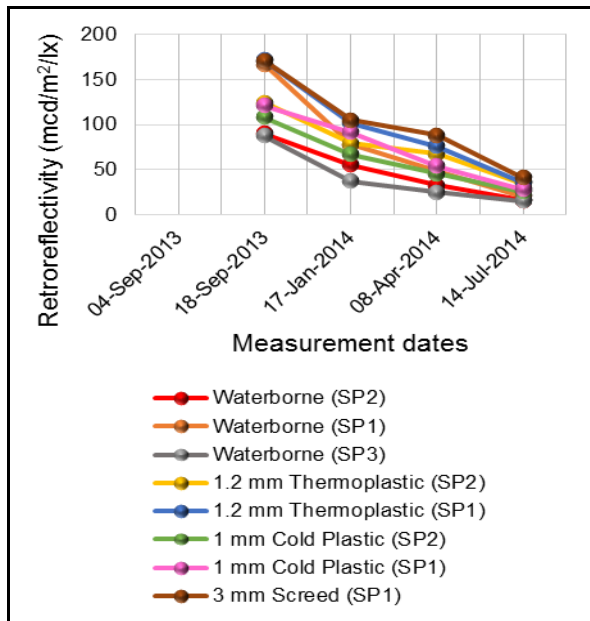 Retroreflectivity (mcd/m²/lx)
200
150
100
50
0
04-Sep-2013
18-Sep-2013
17-Jan-2014
08-Apr-2014
14-Jul-2014
Measurement dates
Waterborne (SP2)
Waterborne (SP1)
Waterborne (SP3)
1.2 mm Thermoplastic (SP2)
1.2 mm Thermoplastic (SP1)
1 mm Cold Plastic (SP2)
1 mm Cold Plastic (SP1)
3 mm Screed (SP1)